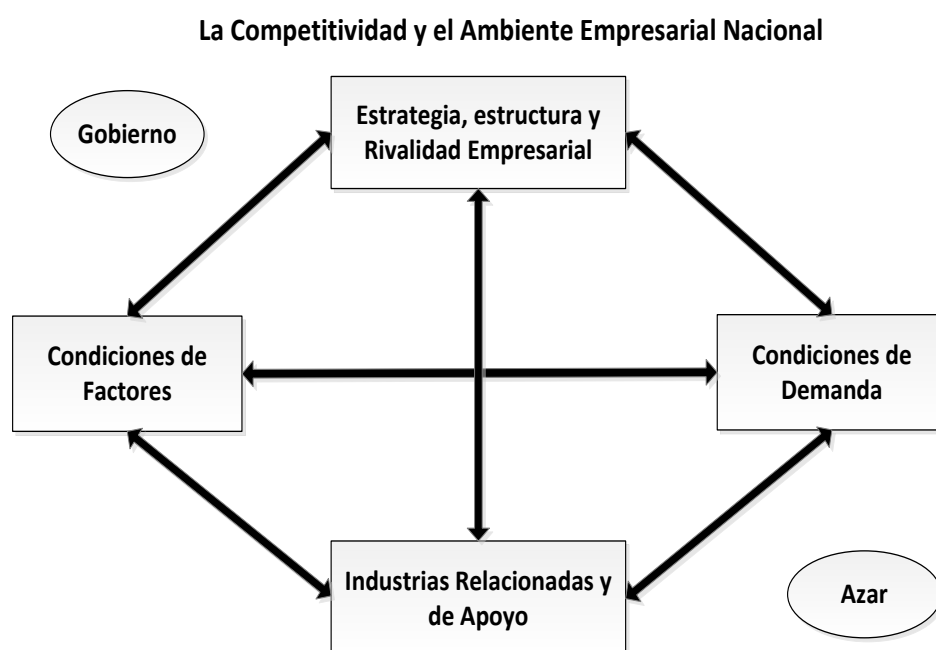 La Competitividad y el Ambiente Empresarial Nacional
Gobierno
Estrategia, estructura y
Rivalidad Empresarial
Condiciones de
Factores
Condiciones de
Demanda
Industrias Relacionadas y
de Apoyo
Azar